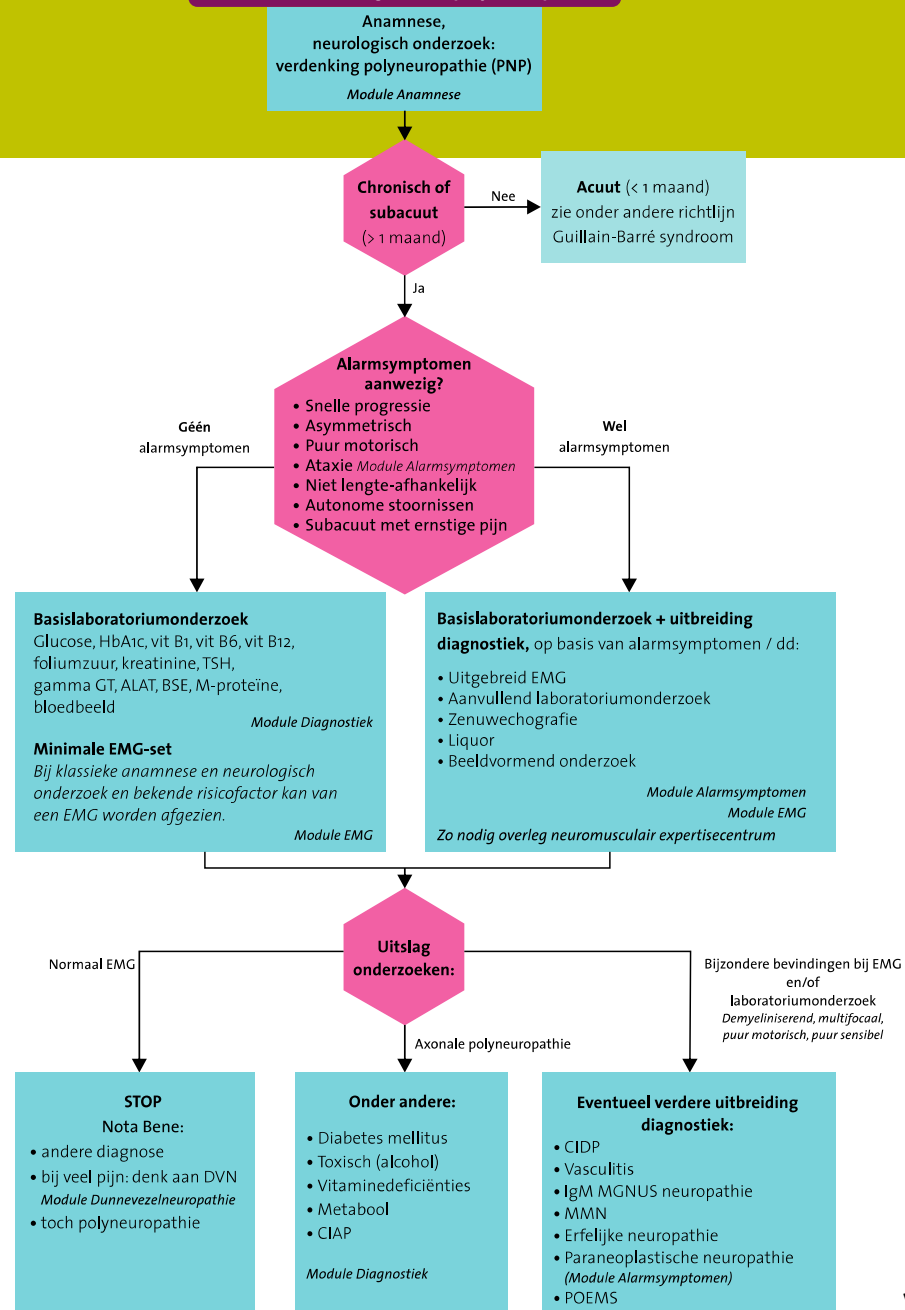 Anamnese,
neurologisch onderzoek:
verdenking polyneuropathie (PNP)
Module Anamnese
Chronisch of
subacuut
(> 1 maand)
Nee
Acuut (< 1 maand)
zie onder andere richtlijn
Guillain-Barré syndroom
Ja
Alarmsymptomen
aanwezig?
• Snelle progressie
• Asymmetrisch
• Puur motorisch
• Ataxie Module Alarmsymptomen
• Niet lengte-afhankelijk
• Autonome stoornissen
• Subacuut met ernstige pijn
Géén
alarmsymptomen
Wel
alarmsymptomen
Basislaboratoriumonderzoek
Glucose, HbA1c, vit B1, vit B6, vit B12,
foliumzuur, kreatinine, TSH,
gamma GT, ALAT, BSE, M-proteïne,
bloedbeeld
Module Diagnostiek
Minimale EMG-set
Bij klassieke anamnese en neurologisch
onderzoek en bekende risicofactor kan van
een EMG worden afgezien.
Module EMG
Basislaboratoriumonderzoek + uitbreiding
diagnostiek, op basis van alarmsymptomen / dd:
• Uitgebreid EMG
• Aanvullend laboratoriumonderzoek
• Zenuwechografie
• Liquor
• Beeldvormend onderzoek
Module Alarmsymptomen
Module EMG
Zo nodig overleg neuromusculair expertisecentrum
Uitslag
onderzoeken:
Normaal EMG
Axonale polyneuropathie
Bijzondere bevindingen bij EMG
en/of
laboratoriumonderzoek
Demyeliniserend, multifocaal,
puur motorisch, puur sensibel
STOP
Nota Bene:
• andere diagnose
• bij veel pijn: denk aan DVN
Module Dunnevezelneuropathie
• toch polyneuropathie
Onder andere:
• Diabetes mellitus
• Toxisch (alcohol)
• Vitaminedeficiënties
• Metabool
• CIAP
Module Diagnostiek
Eventueel verdere uitbreiding
diagnostiek:
• CIDP
• Vasculitis
• IgM MGNUS neuropathie
• MMN
• Erfelijke neuropathie
• Paraneoplastische neuropathie
(Module Alarmsymptomen)
• POEMS